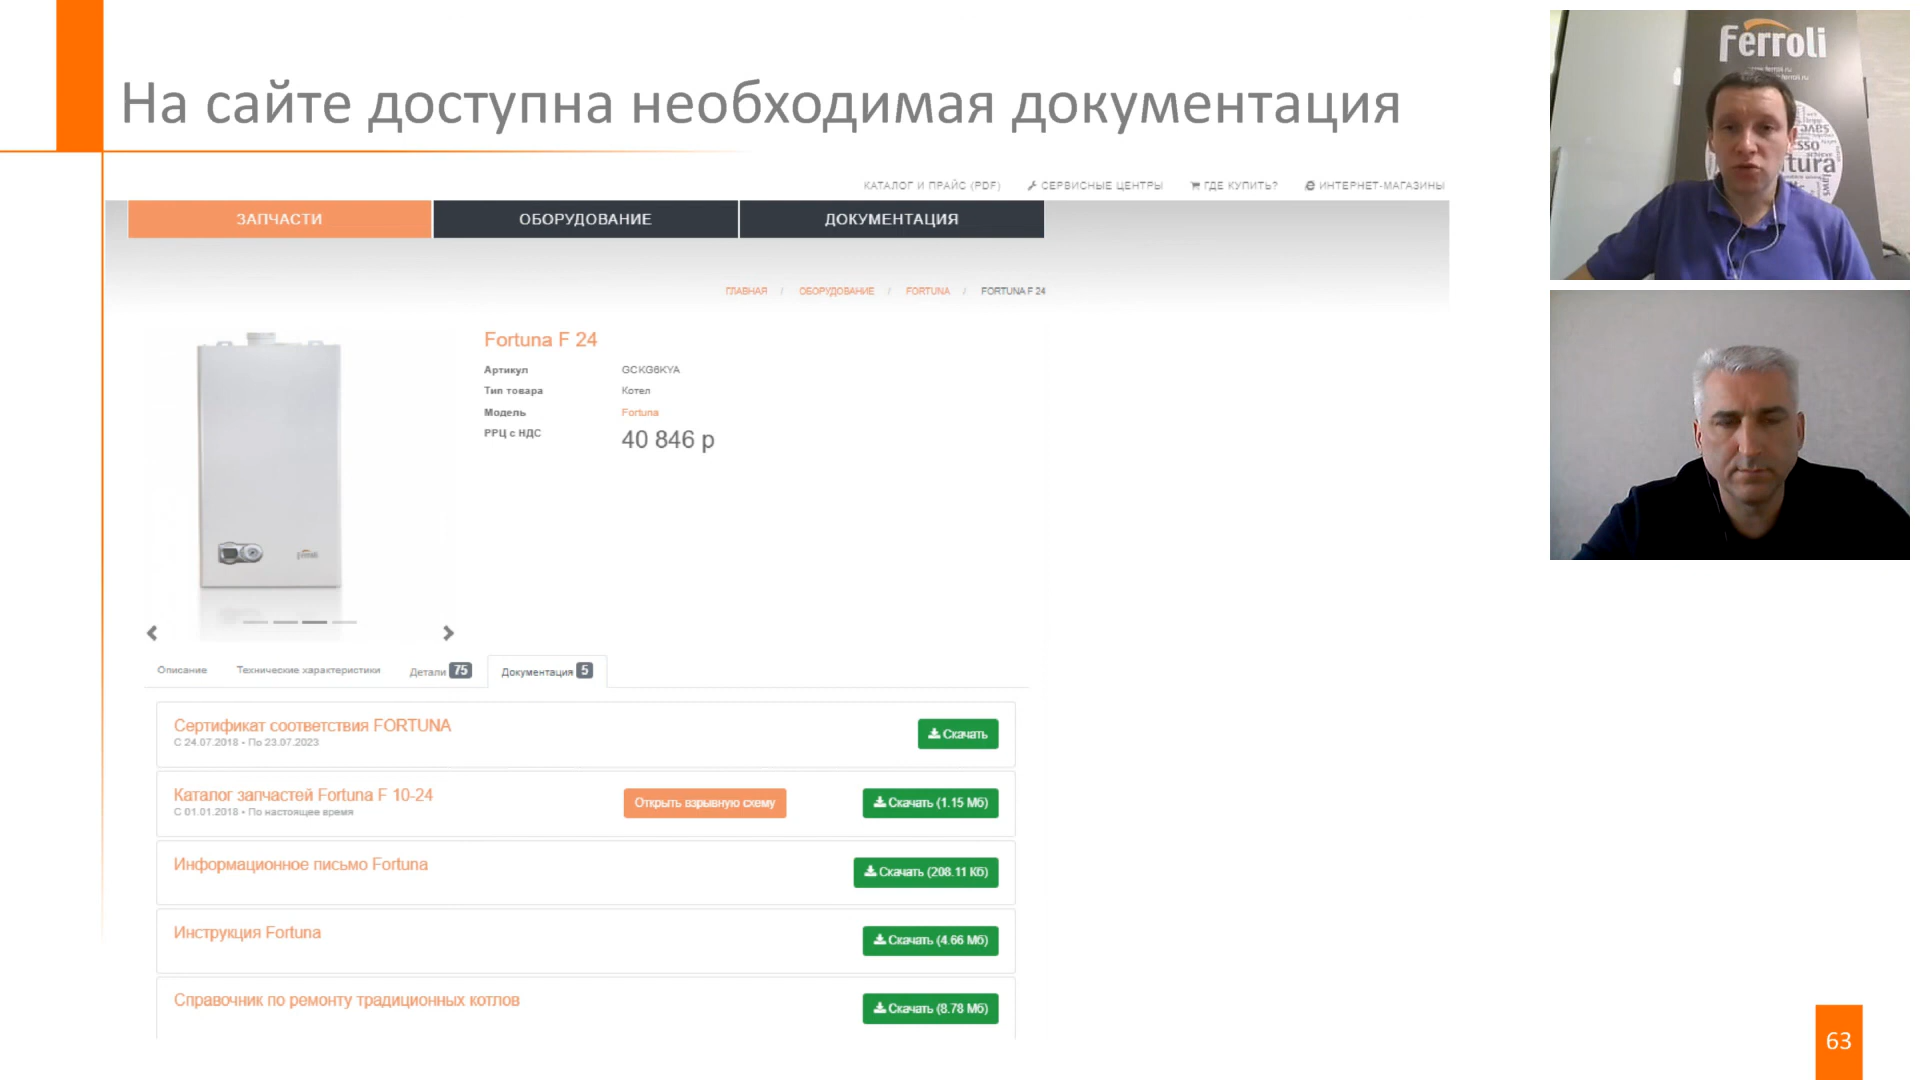 На сайте доступна необходимая документация
КАТАЛОГ И ПРАЙС (PDF) СЕРВИСНЫЕ ЦЕНТРЫ ГДЕ КУПИТЬ? ИНТЕРНЕТ-МАГАЗИНЫ
ЗАПЧАСТИ ОБОРУДОВАНИЕ ДОКУМЕНТАЦИЯ
ГЛАВНАЯ / ОБОРУДОВАНИЕ / FORTUNA / FORTUNA F 24
Fortuna F 24
Артикул GCKG6KYA
Тип товара Котел
Модель Fortuna
РРЦ с НДС 40 846 р
Описание Технические характеристики Детали 75 Документация 5
Сертификат соответствия FORTUNA
С 24.07.2018 • По 23.07.2023
Скачать
Каталог запчастей Fortuna F 10-24
С 01.01.2018 • По настоящее время
Открыть взрывную схему
Скачать (1.15 Мб)
Информационное письмо Fortuna
Скачать (208.11 Кб)
Инструкция Fortuna
Скачать (4.66 Мб)
Справочник по ремонту традиционных котлов
Скачать (8.78 Мб)
63
Ferroli